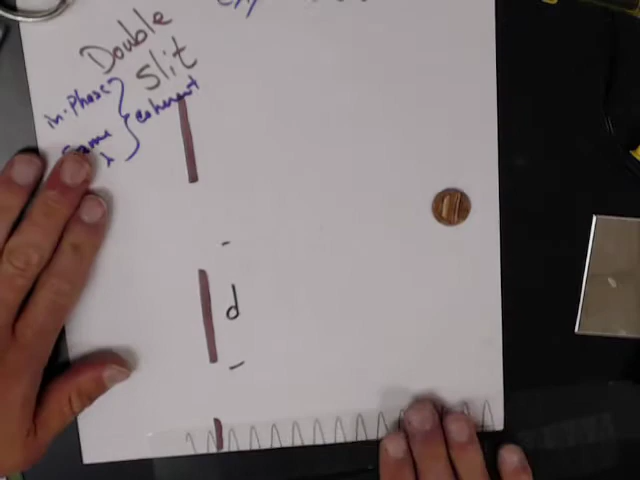 Double
Slit
in-phase
Same
λ
coherent
d